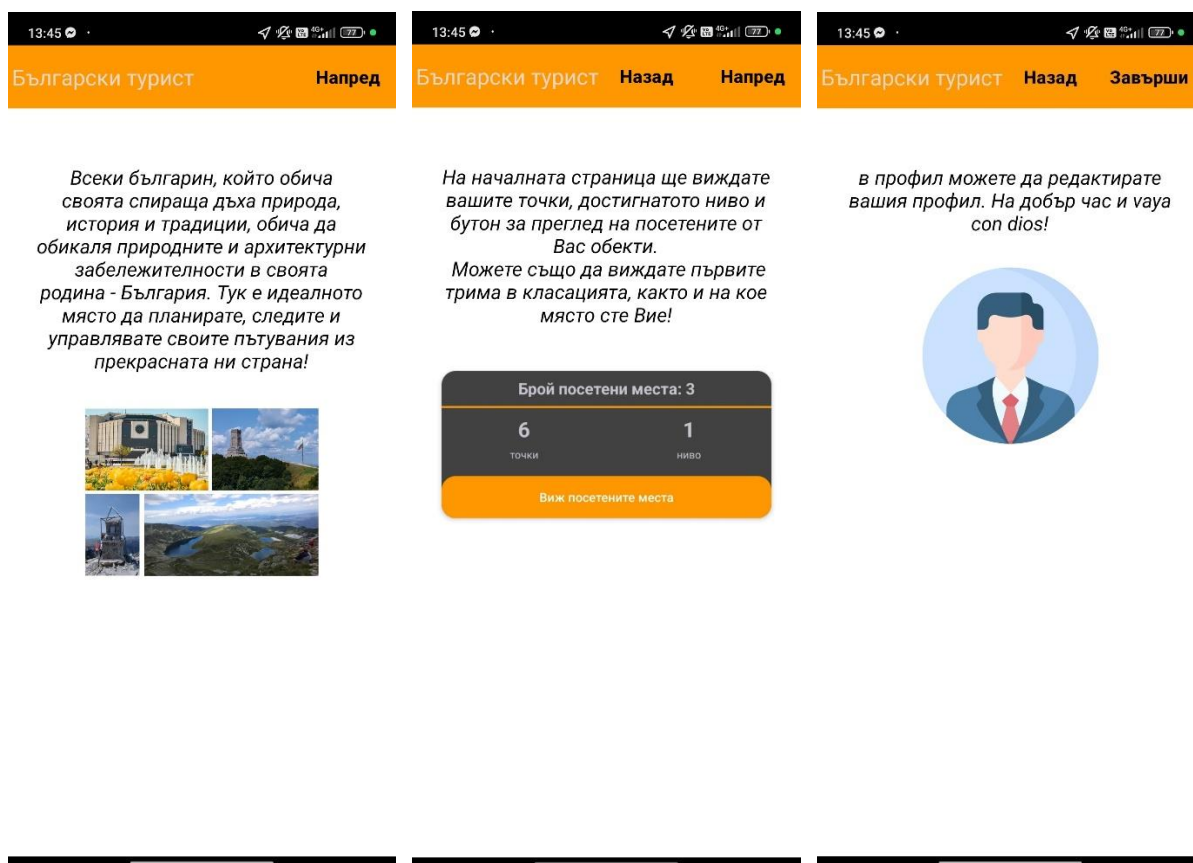 13:45
77
Български турист Напред
Всеки българин, който обича
своята спираща дъха природа,
история и традиции, обича да
обикаля природните и архитектурни
забележителности в своята
родина - България. Тук е идеалното
място да планирате, следите и
управлявате своите пътувания из
прекрасната ни страна!
13:45
77
Български турист Назад Напред
На началната страница ще виждате
вашите точки, достигнатото ниво и
бутон за преглед на посетените от
Вас обекти.
Можете също да виждате първите
трима в класацията, както и на кое
място сте Вие!
Брой посетени места: 3
6 1
точки ниво
Виж посетените места
13:45
77
Български турист Назад Завърши
в профил можете да редактирате
вашия профил. На добър час и vaya
con dios!